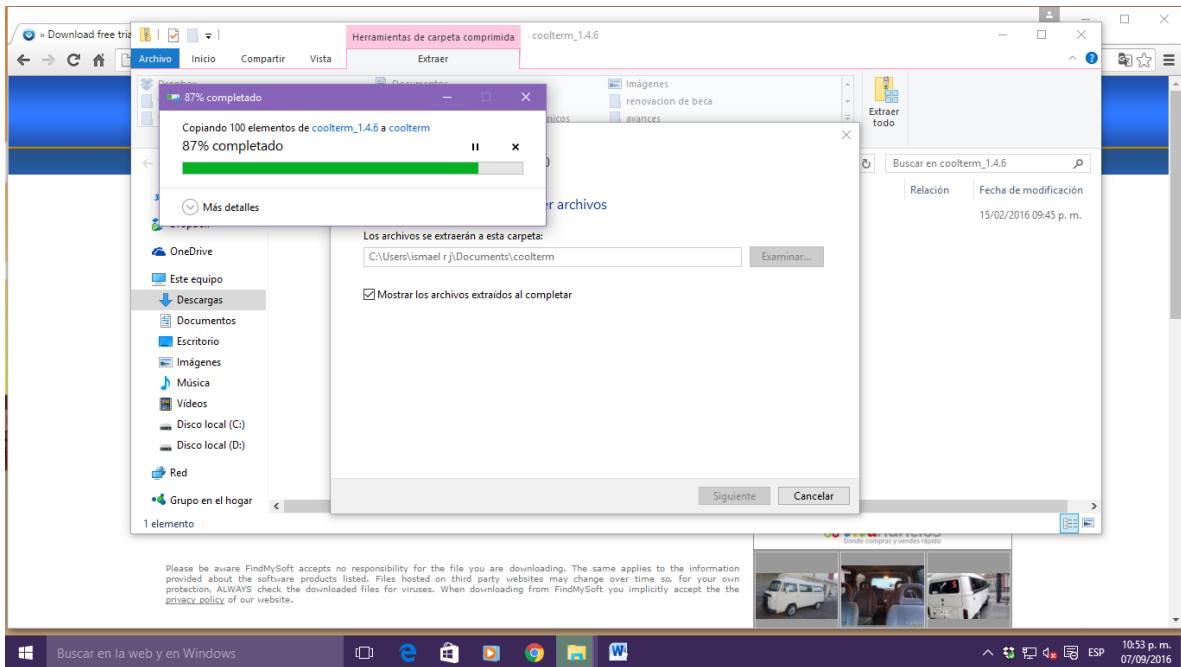 » Download free tria
Herramientas de carpeta comprimida
coolterm_1.4.6
Archivo
Inicio
Compartir
Vista
Extraer
Dropbox
Documentos
Imágenes
renovacion de beca
avances
Extraer
todo
87% completado
Copiando 100 elementos de coolterm_1.4.6 a coolterm
87% completado
Más detalles
Buscar en coolterm_1.4.6
Relación
Fecha de modificación
15/02/2016 09:45 p. m.
r archivos
Los archivos se extraerán a esta carpeta:
C:\Users\ismael r j\Documents\coolterm
Examinar...
Mostrar los archivos extraídos al completar
OneDrive
Este equipo
Descargas
Documentos
Escritorio
Imágenes
Música
Vídeos
Disco local (C:)
Disco local (D:)
Red
Grupo en el hogar
Siguiente
Cancelar
1 elemento
Donde compras y vendes rápido
Please be aware FindMySoft accepts no responsibility for the file you are downloading. The same applies to the information
provided about the software products listed. Files hosted on third party websites may change over time so, for your own
protection, ALWAYS check the downloaded files for viruses. When downloading from FindMySoft you implicitly accept the the
privacy policy of our website.
Buscar en la web y en Windows
ESP
10:53 p. m.
07/09/2016